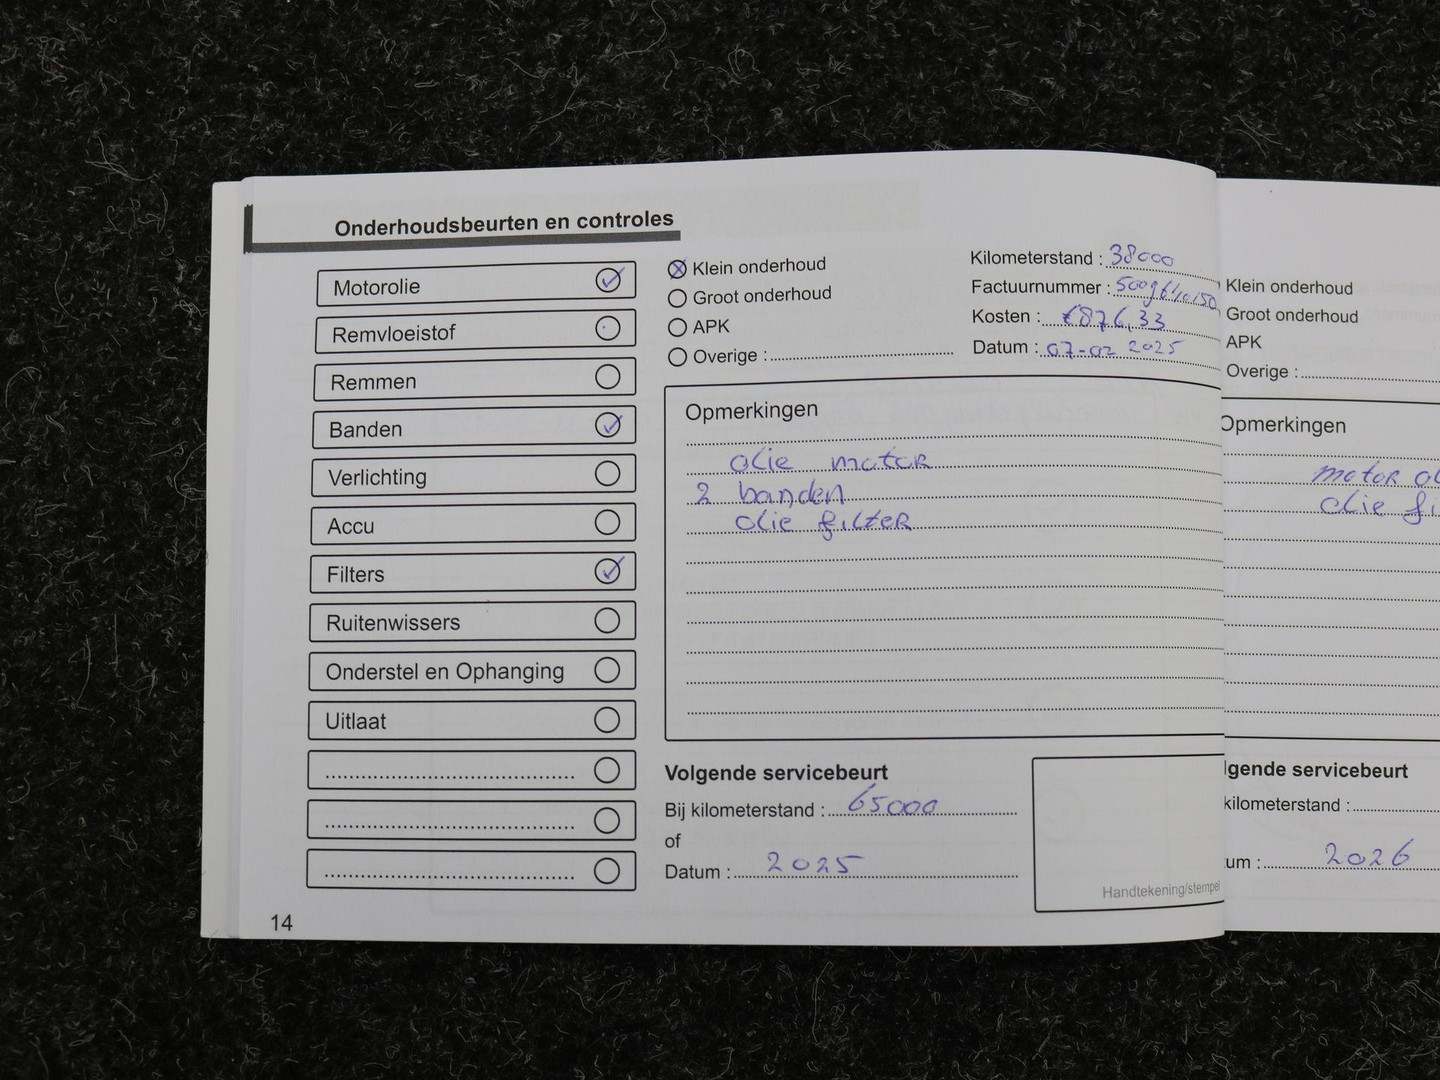 Onderhoudsbeurten en controles
Motorolie
Remvloeistof
Remmen
Banden
Verlichting
Accu
Filters
Ruitenwissers
Onderstel en Ophanging
Uitlaat
14
Klein onderhoud
Groot onderhoud
APK
Overige :
Kilometerstand : 38000
Factuurnummer :
Kosten : €876,33
Datum : 07-02 2025
Opmerkingen
olie motor
2 banden
olie filter
Volgende servicebeurt
Bij kilometerstand : 65000
of
Datum : 2025
Handtekening/stempel
Klein onderhoud
Groot onderhoud
APK
Overige :
Opmerkingen
motor
olie
lgende servicebeurt
kilometerstand :
um : 2026